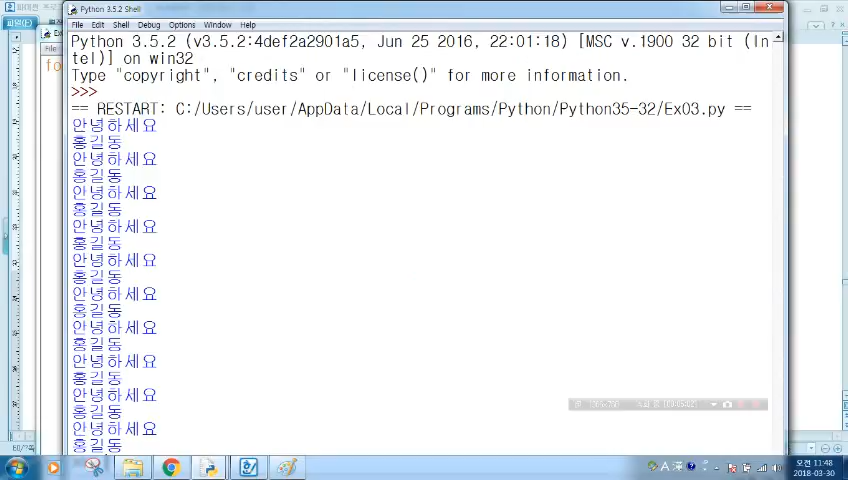 Python 3.5.2 Shell
파일(F)
File Edit Shell Debug Options Window Help
Python 3.5.2 (v3.5.2:4def2a2901a5, Jun 25 2016, 22:01:18) [MSC v.1900 32 bit (In
tel)] on win32
Type "copyright", "credits" or "license()" for more information.
>>>
== RESTART: C:/Users/user/AppData/Local/Programs/Python/Python35-32/Ex03.py ==
안녕하세요
홍길동
안녕하세요
홍길동
안녕하세요
홍길동
안녕하세요
홍길동
안녕하세요
홍길동
안녕하세요
홍길동
안녕하세요
홍길동
안녕하세요
홍길동
안녕하세요
홍길동
안녕하세요
홍길동
오전 11:48
2018-03-30